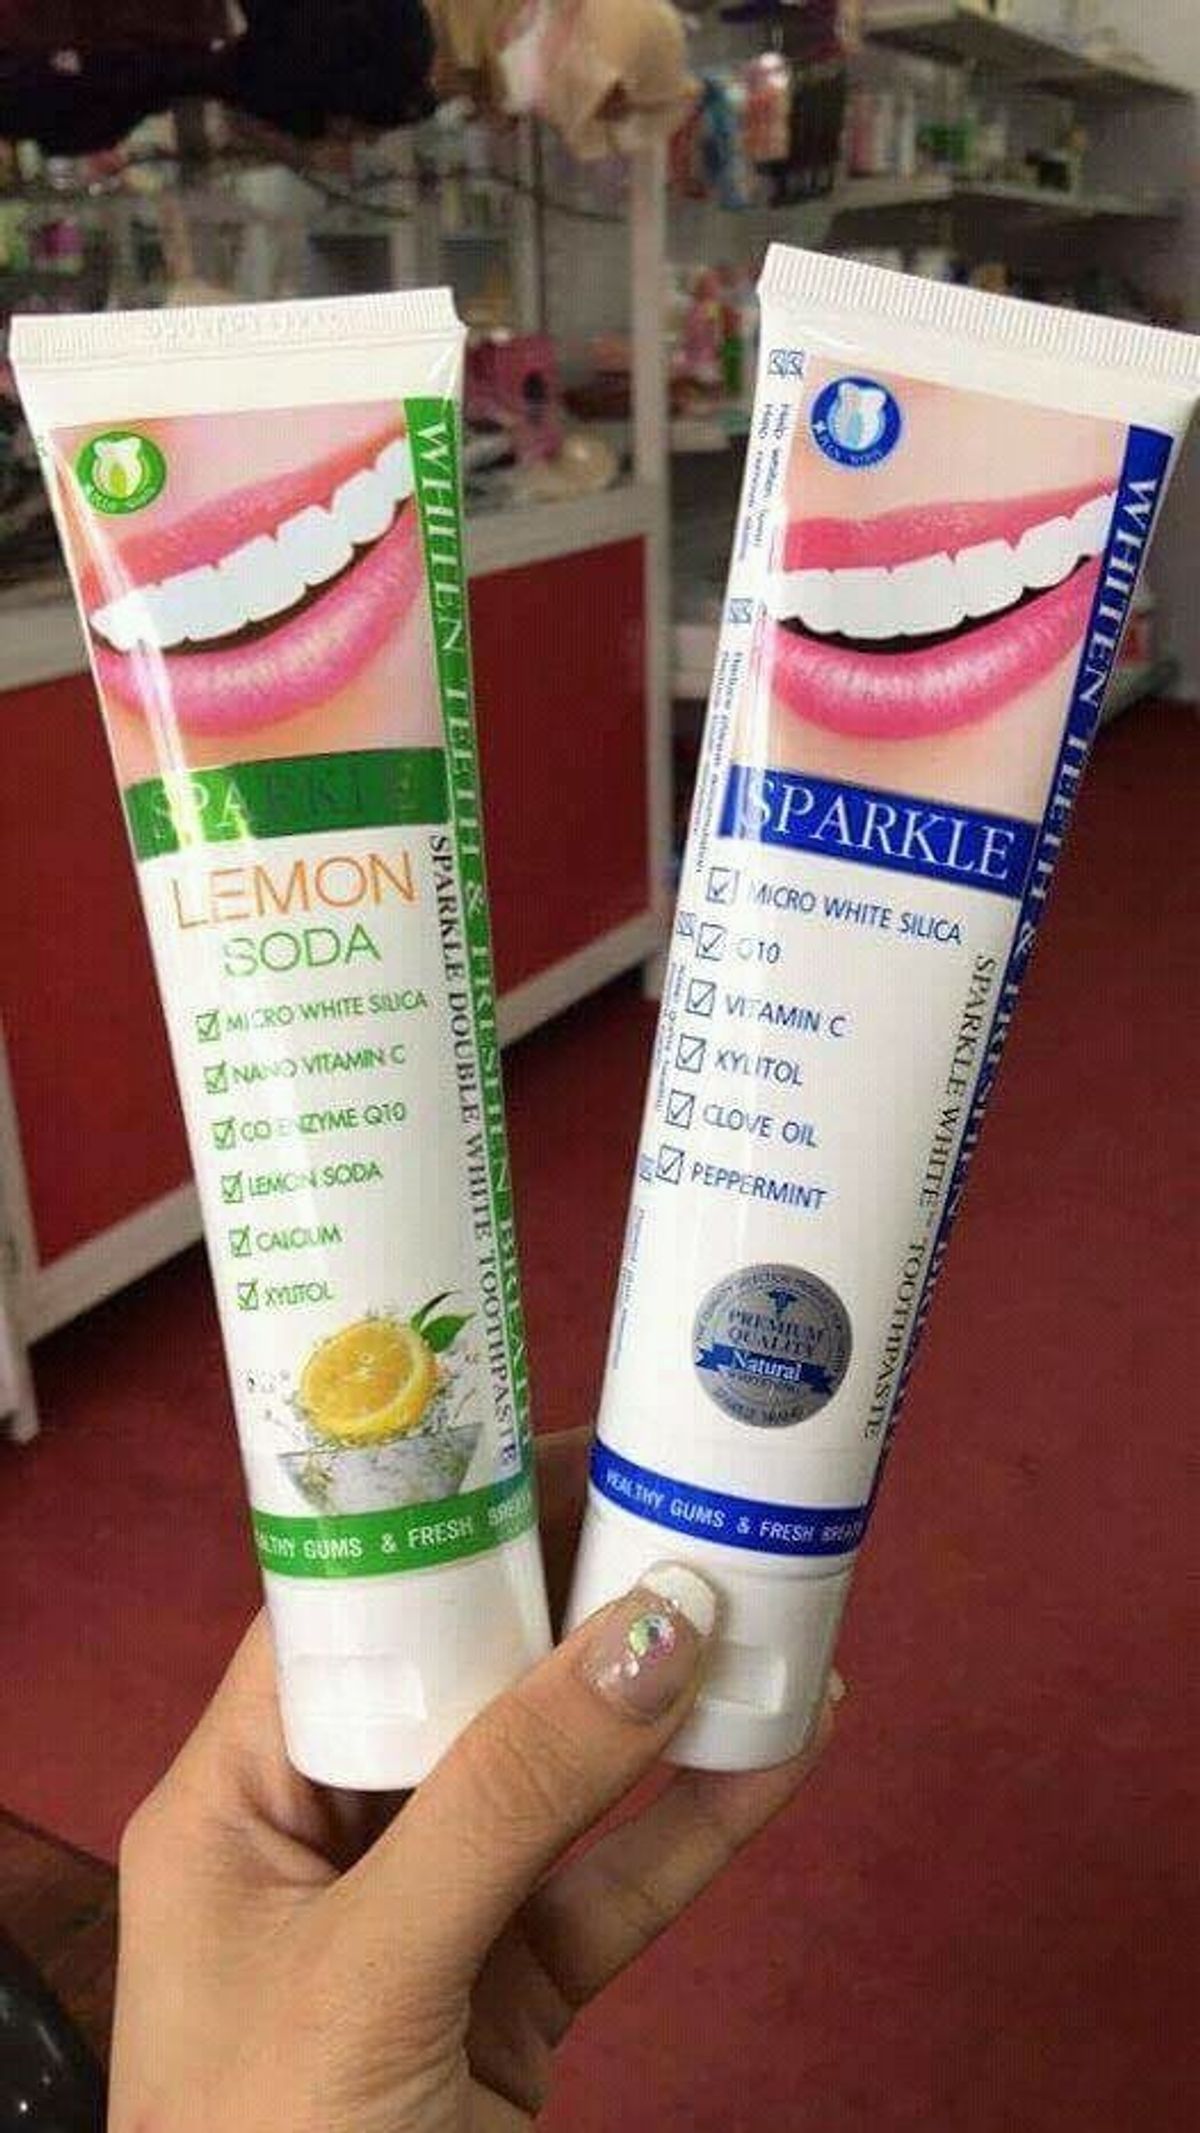 WHITEN TEETH & FRESHEN BREATH
SPARKLE
LEMON
SODA
MICRO WHITE SILICA
NANO VITAMIN C
CO ENZYME Q10
LEMON SODA
CALCIUM
XYLITOL
SPARKLE DOUBLE WHITE TOOTHPASTE
HEALTHY GUMS & FRESH BREATH
WHITEN TEETH & FRESHEN
SPARKLE
MICRO WHITE SILICA
Q10
VITAMIN C
XYLITOL
CLOVE OIL
PEPPERMINT
SPARKLE WHITE™ TOOTHPASTE
PREMIUM
QUALITY
Natural
HEALTHY GUMS & FRESH BREATH